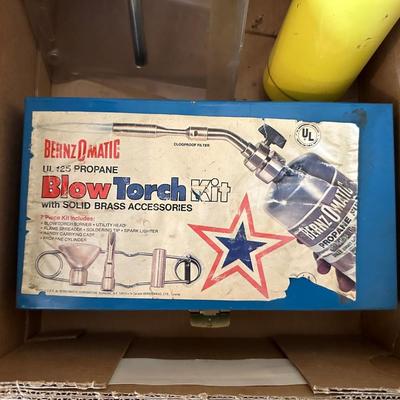 BERNZOMATIC
UL 125 PROPANE
Blow Torch Kit
with SOLID BRASS ACCESSORIES
7 Piece Kit Includes:
• BLOWTORCH BURNER • UTILITY HEAD
• FLAME SPREADER • SOLDERING TIP • SPARK LIGHTER
• HANDY CARRYING CASE
• PROPANE CYLINDER
CLOGPROOF FILTER
UL
BERNZOMATIC
PROPANE